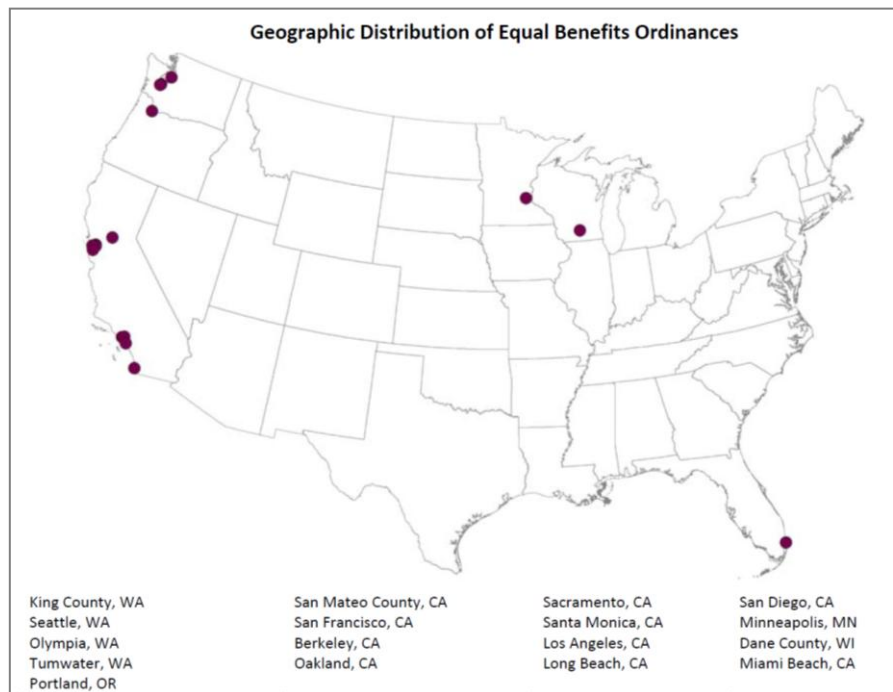 Geographic Distribution of Equal Benefits Ordinances
King County, WA
Seattle, WA
Olympia, WA
Tumwater, WA
Portland, OR
San Mateo County, CA
San Francisco, CA
Berkeley, CA
Oakland, CA
Sacramento, CA
Santa Monica, CA
Los Angeles, CA
Long Beach, CA
San Diego, CA
Minneapolis, MN
Dane County, WI
Miami Beach, CA